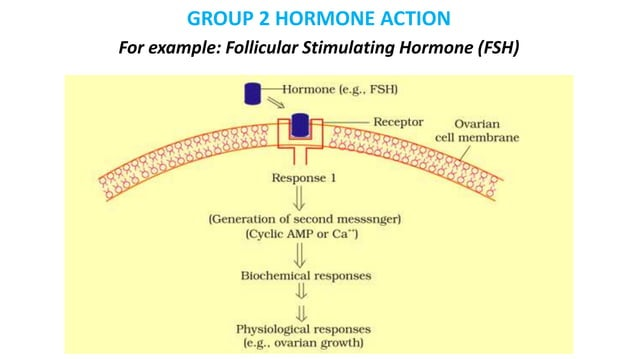 GROUP 2 HORMONE ACTION
For example: Follicular Stimulating Hormone (FSH)
Hormone (e.g., FSH)
Receptor
Ovarian
cell membrane
Response 1
(Generation of second messsnger)
(Cyclic AMP or Ca⁺⁺)
Biochemical responses
Physiological responses
(e.g., ovarian growth)